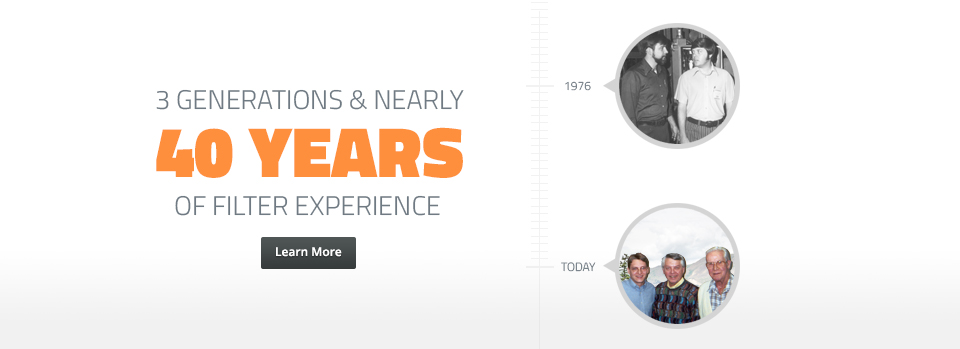 3 GENERATIONS & NEARLY
40 YEARS
OF FILTER EXPERIENCE
Learn More
1976
TODAY